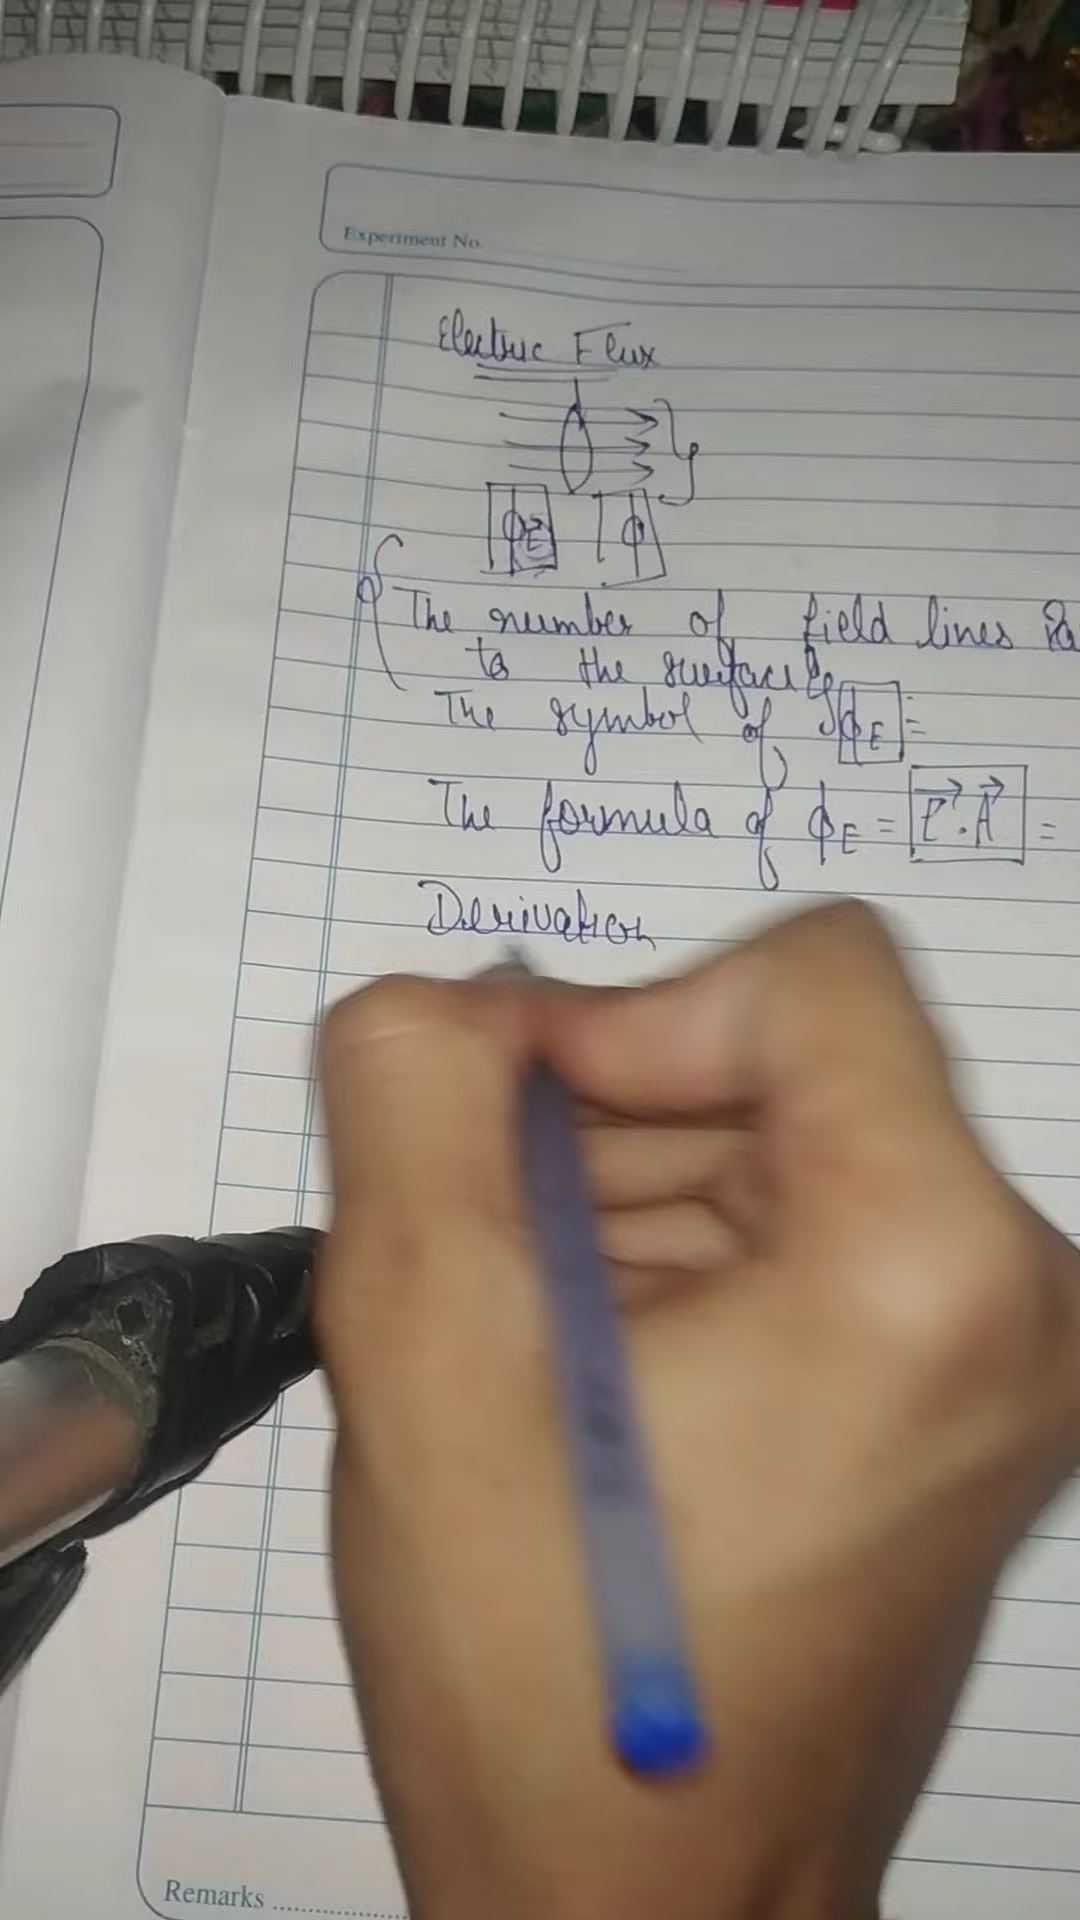 Experiment No.
Electric Flux
ϕE ϕ
The number of field lines
to the surface
The symbol of ϕE =
The formula of ϕE = E⃗ . A⃗ =
Derivation
Remarks ....................